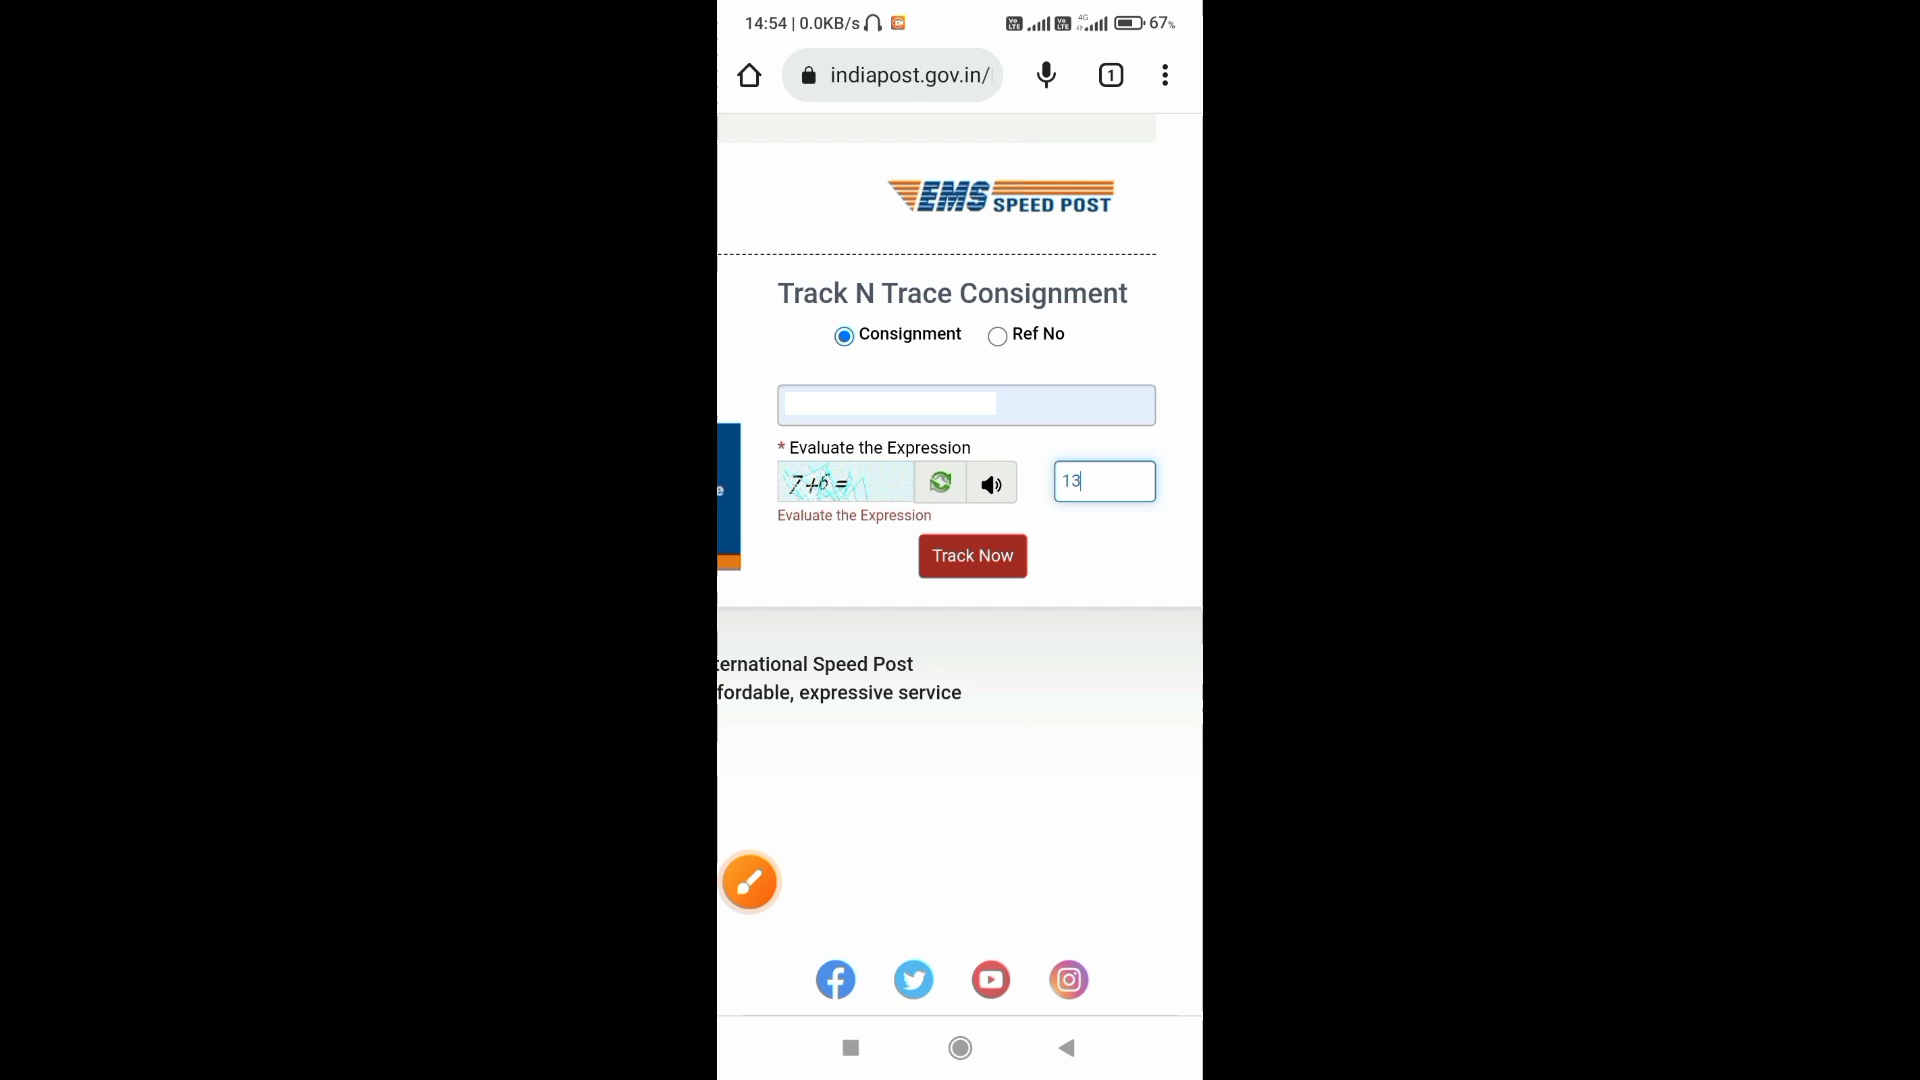 14:54 | 0.0KB/s
4G
67%
indiapost.gov.in/
1
EMS SPEED POST
Track N Trace Consignment
Consignment Ref No
* Evaluate the Expression
7+6 =
13
e
Evaluate the Expression
Track Now
ternational Speed Post
fordable, expressive service